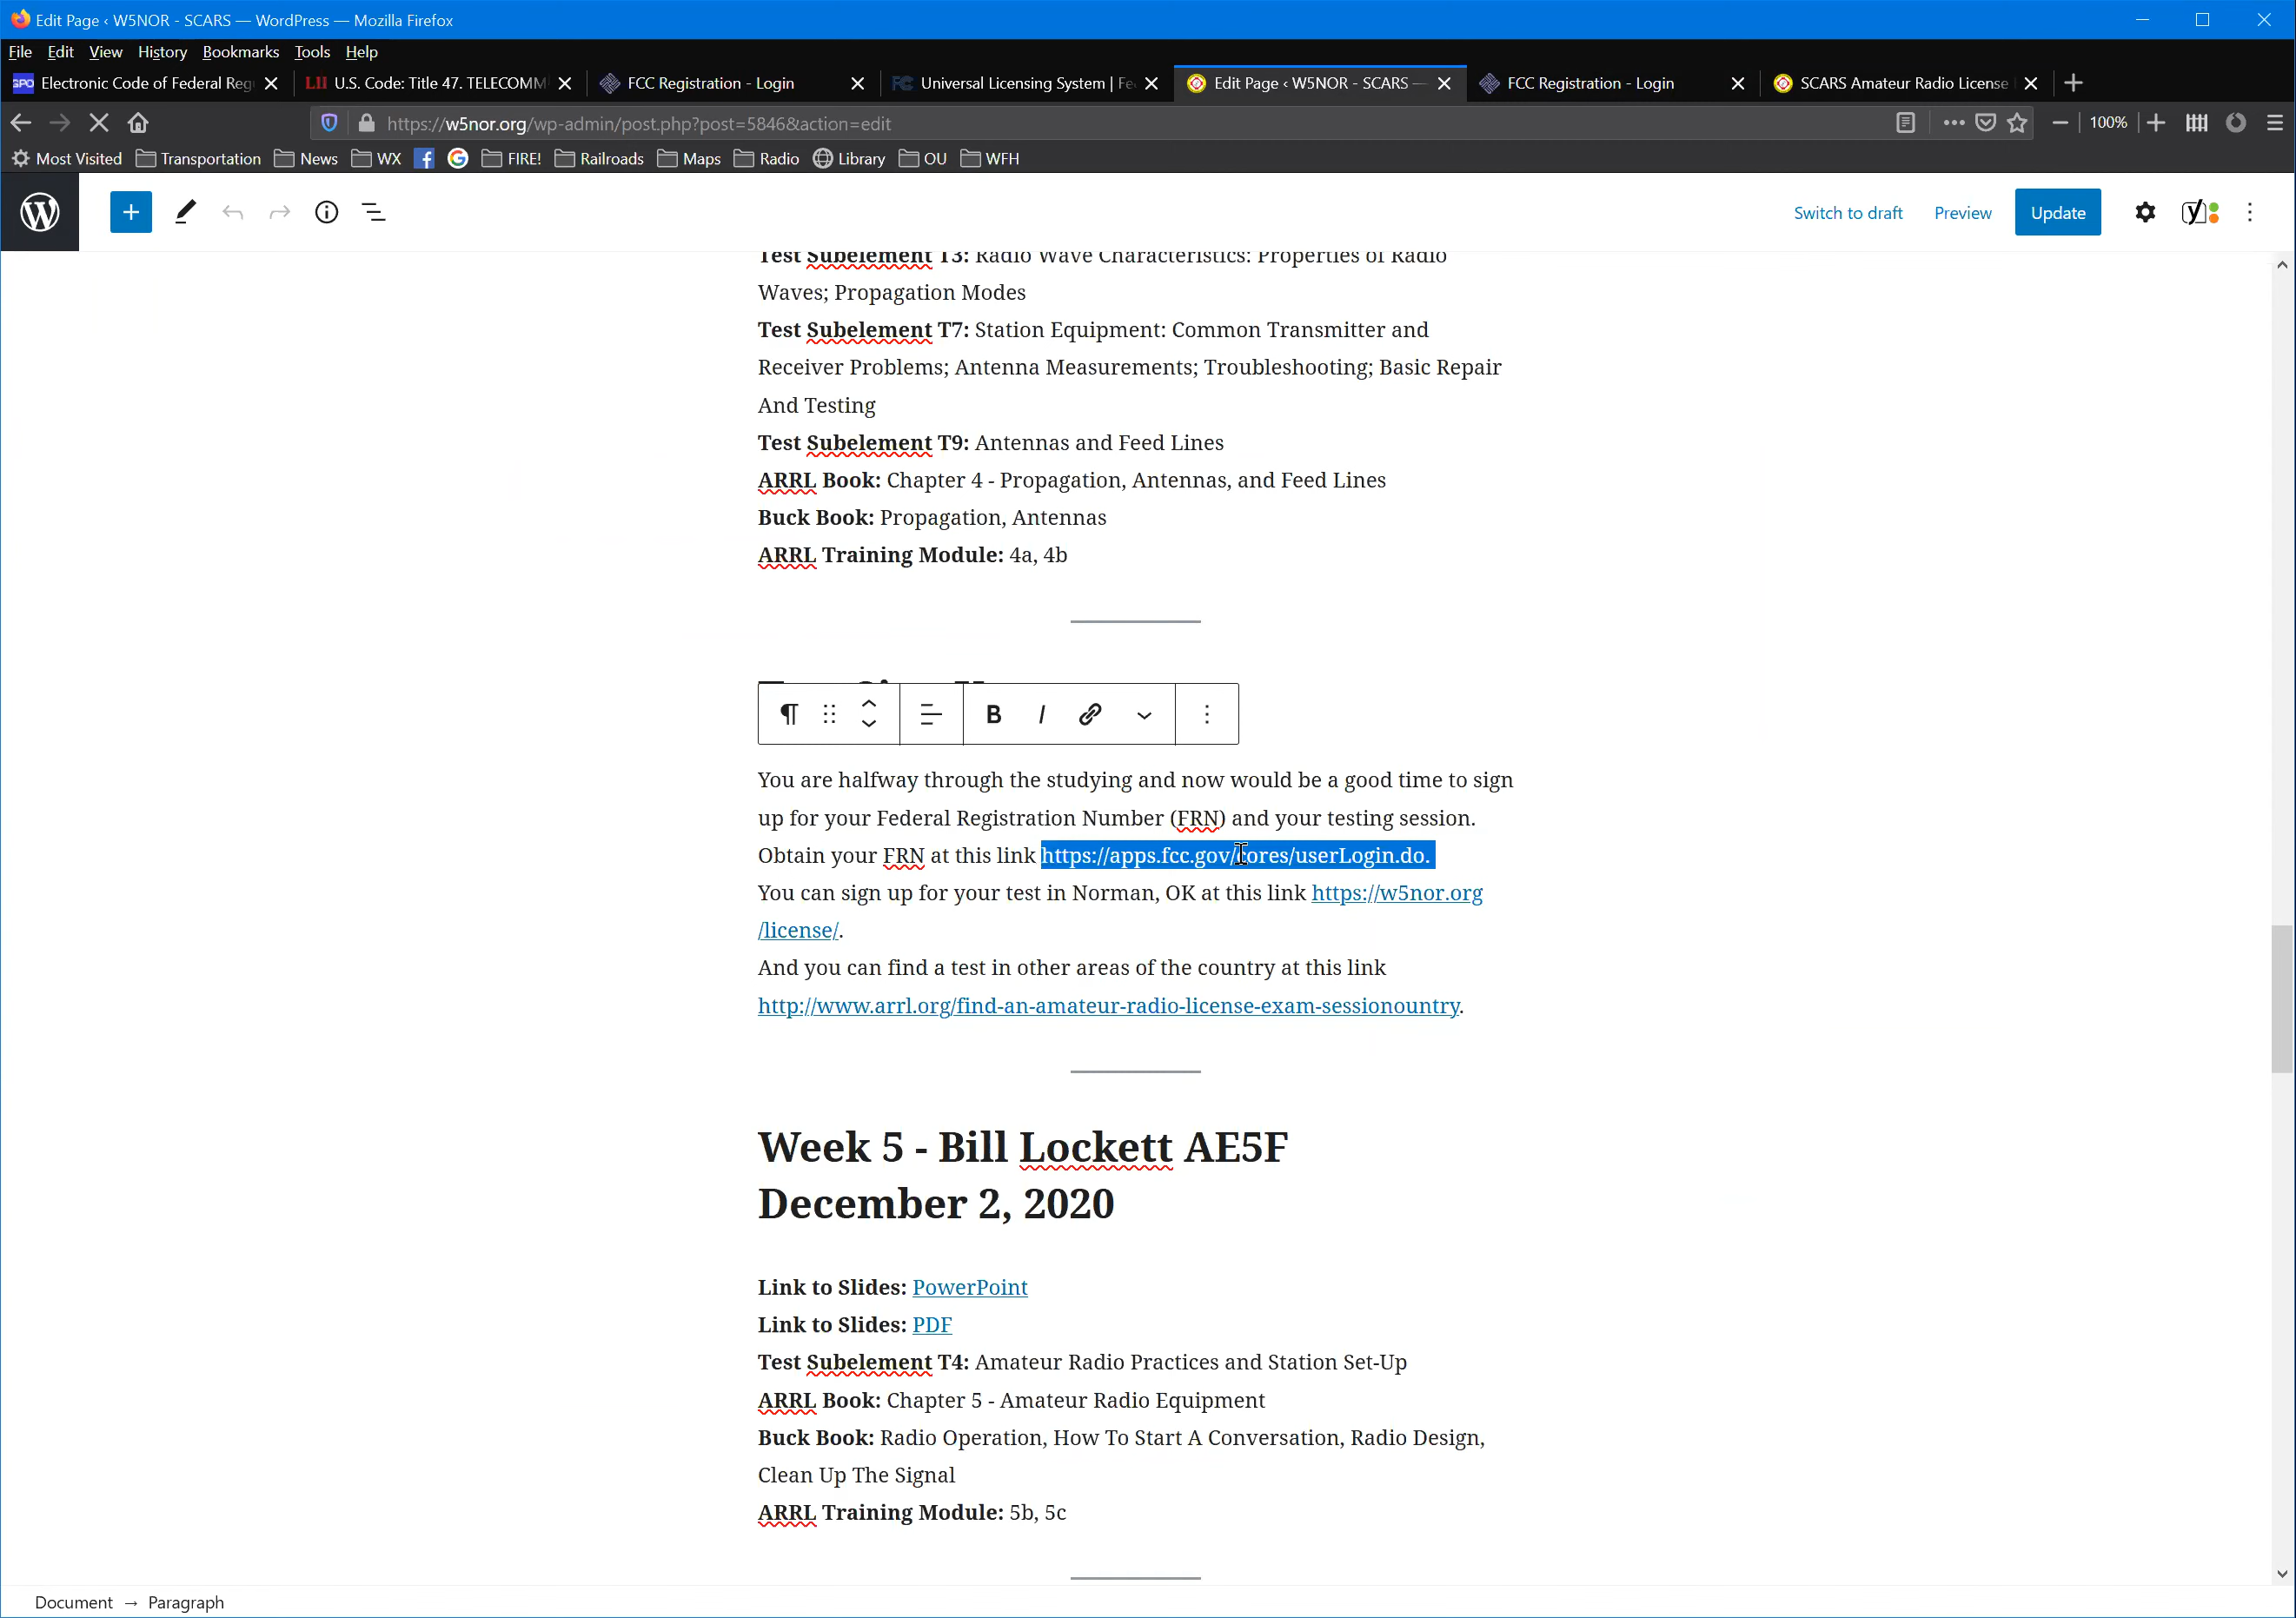 Edit Page ‹ W5NOR - SCARS — WordPress — Mozilla Firefox
File Edit View History Bookmarks Tools Help
GPO Electronic Code of Federal Reg
LII U.S. Code: Title 47. TELECOMM
FCC Registration - Login
Universal Licensing System | Fe
Edit Page ‹ W5NOR - SCARS —
FCC Registration - Login
SCARS Amateur Radio License
https://w5nor.org/wp-admin/post.php?post=5846&action=edit
100%
Most Visited Transportation News WX FIRE! Railroads Maps Radio Library OU WFH
Switch to draft Preview Update
Test Subelement T3: Radio Wave Characteristics: Properties of Radio
Waves; Propagation Modes
Test Subelement T7: Station Equipment: Common Transmitter and
Receiver Problems; Antenna Measurements; Troubleshooting; Basic Repair
And Testing
Test Subelement T9: Antennas and Feed Lines
ARRL Book: Chapter 4 - Propagation, Antennas, and Feed Lines
Buck Book: Propagation, Antennas
ARRL Training Module: 4a, 4b
B I
You are halfway through the studying and now would be a good time to sign
up for your Federal Registration Number (FRN) and your testing session.
Obtain your FRN at this link https://apps.fcc.gov/cores/userLogin.do.
You can sign up for your test in Norman, OK at this link https://w5nor.org
/license/.
And you can find a test in other areas of the country at this link
http://www.arrl.org/find-an-amateur-radio-license-exam-sessionountry.
Week 5 - Bill Lockett AE5F
December 2, 2020
Link to Slides: PowerPoint
Link to Slides: PDF
Test Subelement T4: Amateur Radio Practices and Station Set-Up
ARRL Book: Chapter 5 - Amateur Radio Equipment
Buck Book: Radio Operation, How To Start A Conversation, Radio Design,
Clean Up The Signal
ARRL Training Module: 5b, 5c
Document → Paragraph